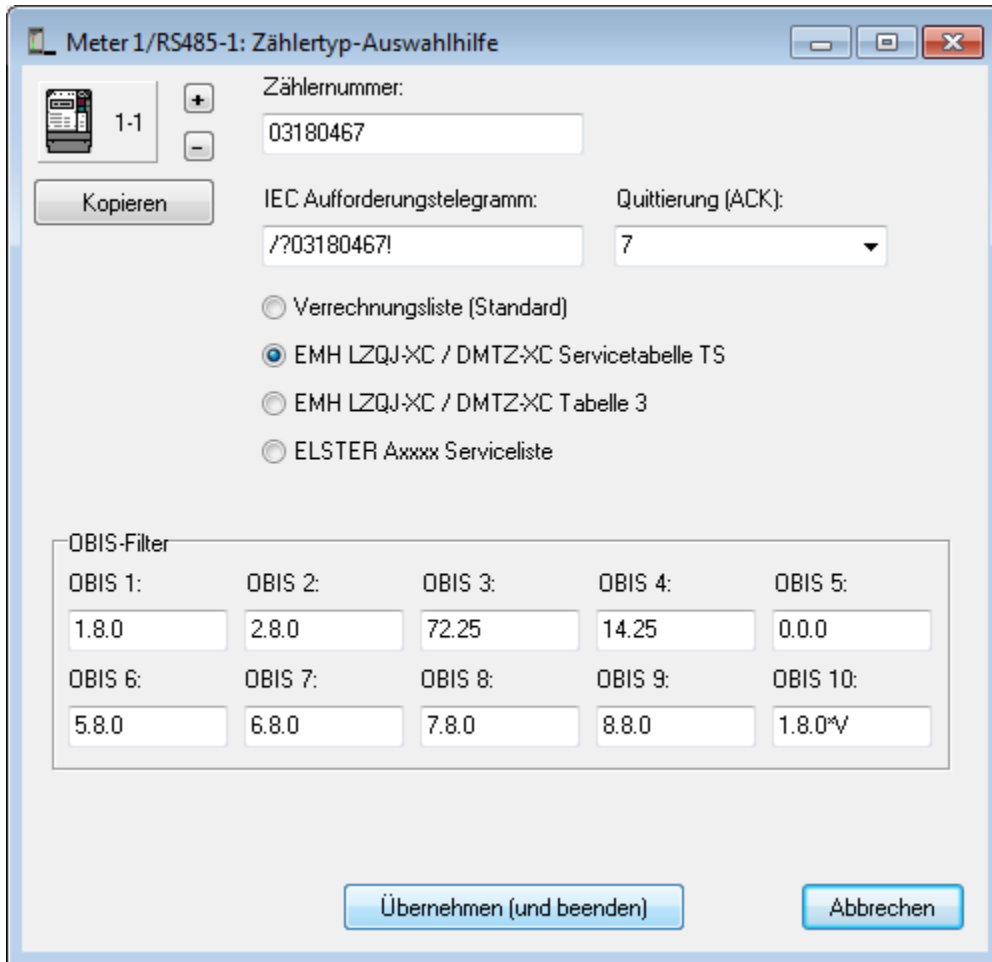 Meter 1/RS485-1: Zählertyp-Auswahlhilfe
1-1
+
-
Kopieren
Zählernummer:
03180467
IEC Aufforderungstelegramm:
Quittierung (ACK):
/?03180467!
7
Verrechnungsliste (Standard)
EMH LZQJ-XC / DMTZ-XC Servicetabelle TS
EMH LZQJ-XC / DMTZ-XC Tabelle 3
ELSTER Axxxx Serviceliste
OBIS-Filter
OBIS 1: OBIS 2: OBIS 3: OBIS 4: OBIS 5:
1.8.0 2.8.0 72.25 14.25 0.0.0
OBIS 6: OBIS 7: OBIS 8: OBIS 9: OBIS 10:
5.8.0 6.8.0 7.8.0 8.8.0 1.8.0*V
Übernehmen (und beenden)
Abbrechen